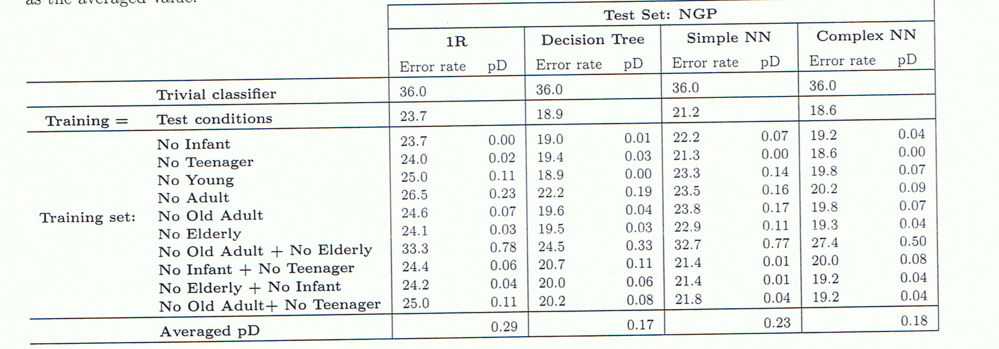 as the averaged value.
Test Set: NGP
1R Decision Tree Simple NN Complex NN
Error rate pD Error rate pD Error rate pD Error rate pD
Trivial classifier 36.0 36.0 36.0 36.0
Training = Test conditions 23.7 18.9 21.2 18.6
No Infant 23.7 0.00 19.0 0.01 22.2 0.07 19.2 0.04
No Teenager 24.0 0.02 19.4 0.03 21.3 0.00 18.6 0.00
No Young 25.0 0.11 18.9 0.00 23.3 0.14 19.8 0.07
No Adult 26.5 0.23 22.2 0.19 23.5 0.16 20.2 0.09
Training set: No Old Adult 24.6 0.07 19.6 0.04 23.8 0.17 19.8 0.07
No Elderly 24.1 0.03 19.5 0.03 22.9 0.11 19.3 0.04
No Old Adult + No Elderly 33.3 0.78 24.5 0.33 32.7 0.77 27.4 0.50
No Infant + No Teenager 24.4 0.06 20.7 0.11 21.4 0.01 20.0 0.08
No Elderly + No Infant 24.2 0.04 20.0 0.06 21.4 0.01 19.2 0.04
No Old Adult+ No Teenager 25.0 0.11 20.2 0.08 21.8 0.04 19.2 0.04
Averaged pD 0.29 0.17 0.23 0.18